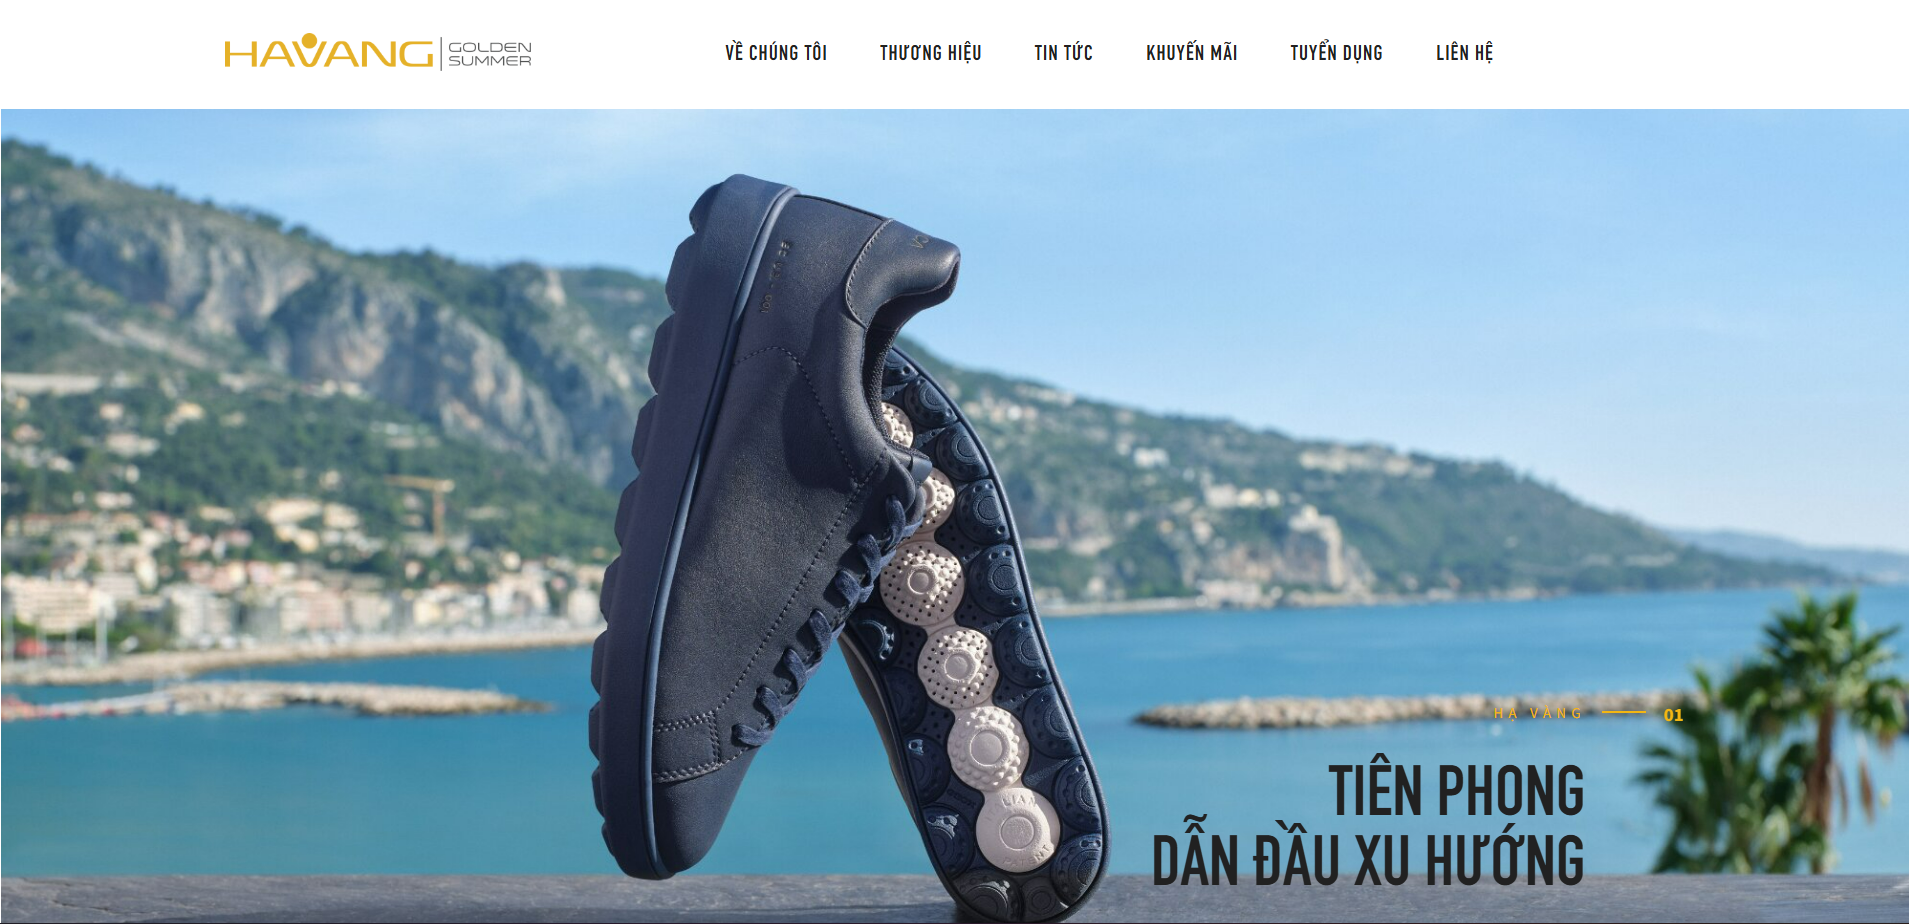 HAVANG
GOLDEN
SUMMER
VỀ CHÚNG TÔI
THƯƠNG HIỆU
TIN TỨC
KHUYẾN MÃI
TUYỂN DỤNG
LIÊN HỆ
HẠ VÀNG
01
TIÊN PHONG
DẪN ĐẦU XU HƯỚNG